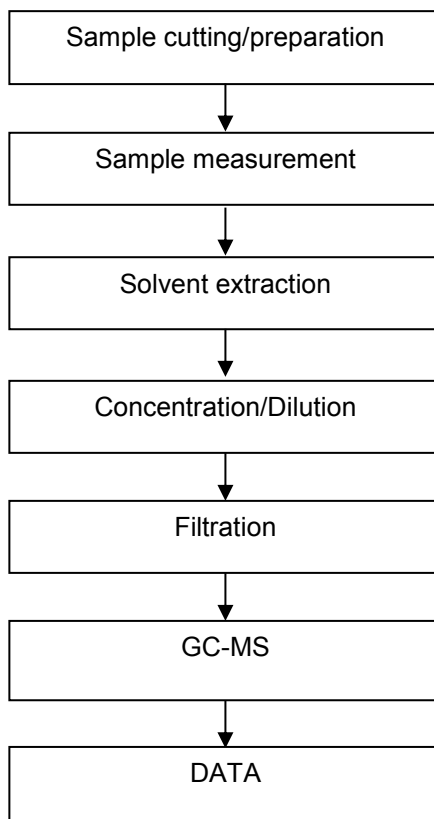 Sample cutting/preparation
Sample measurement
Solvent extraction
Concentration/Dilution
Filtration
GC-MS
DATA